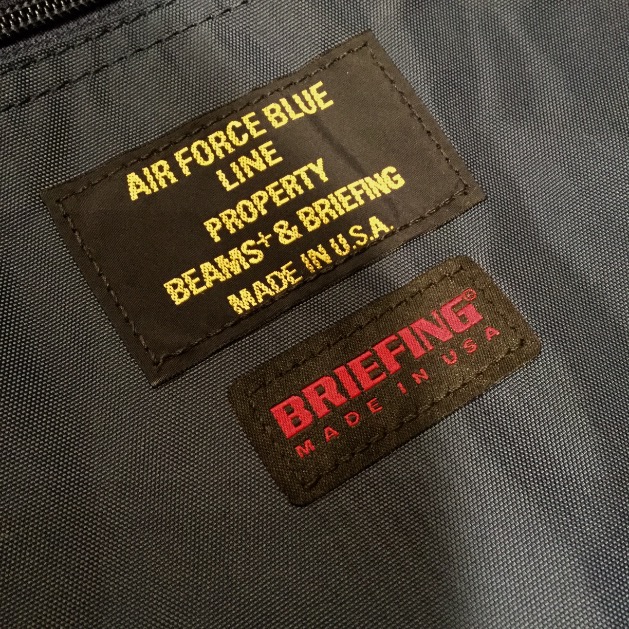 AIR FORCE BLUE
LINE
PROPERTY
BEAMS+ & BRIEFING
MADE IN U.S.A.
BRIEFING®
MADE IN USA